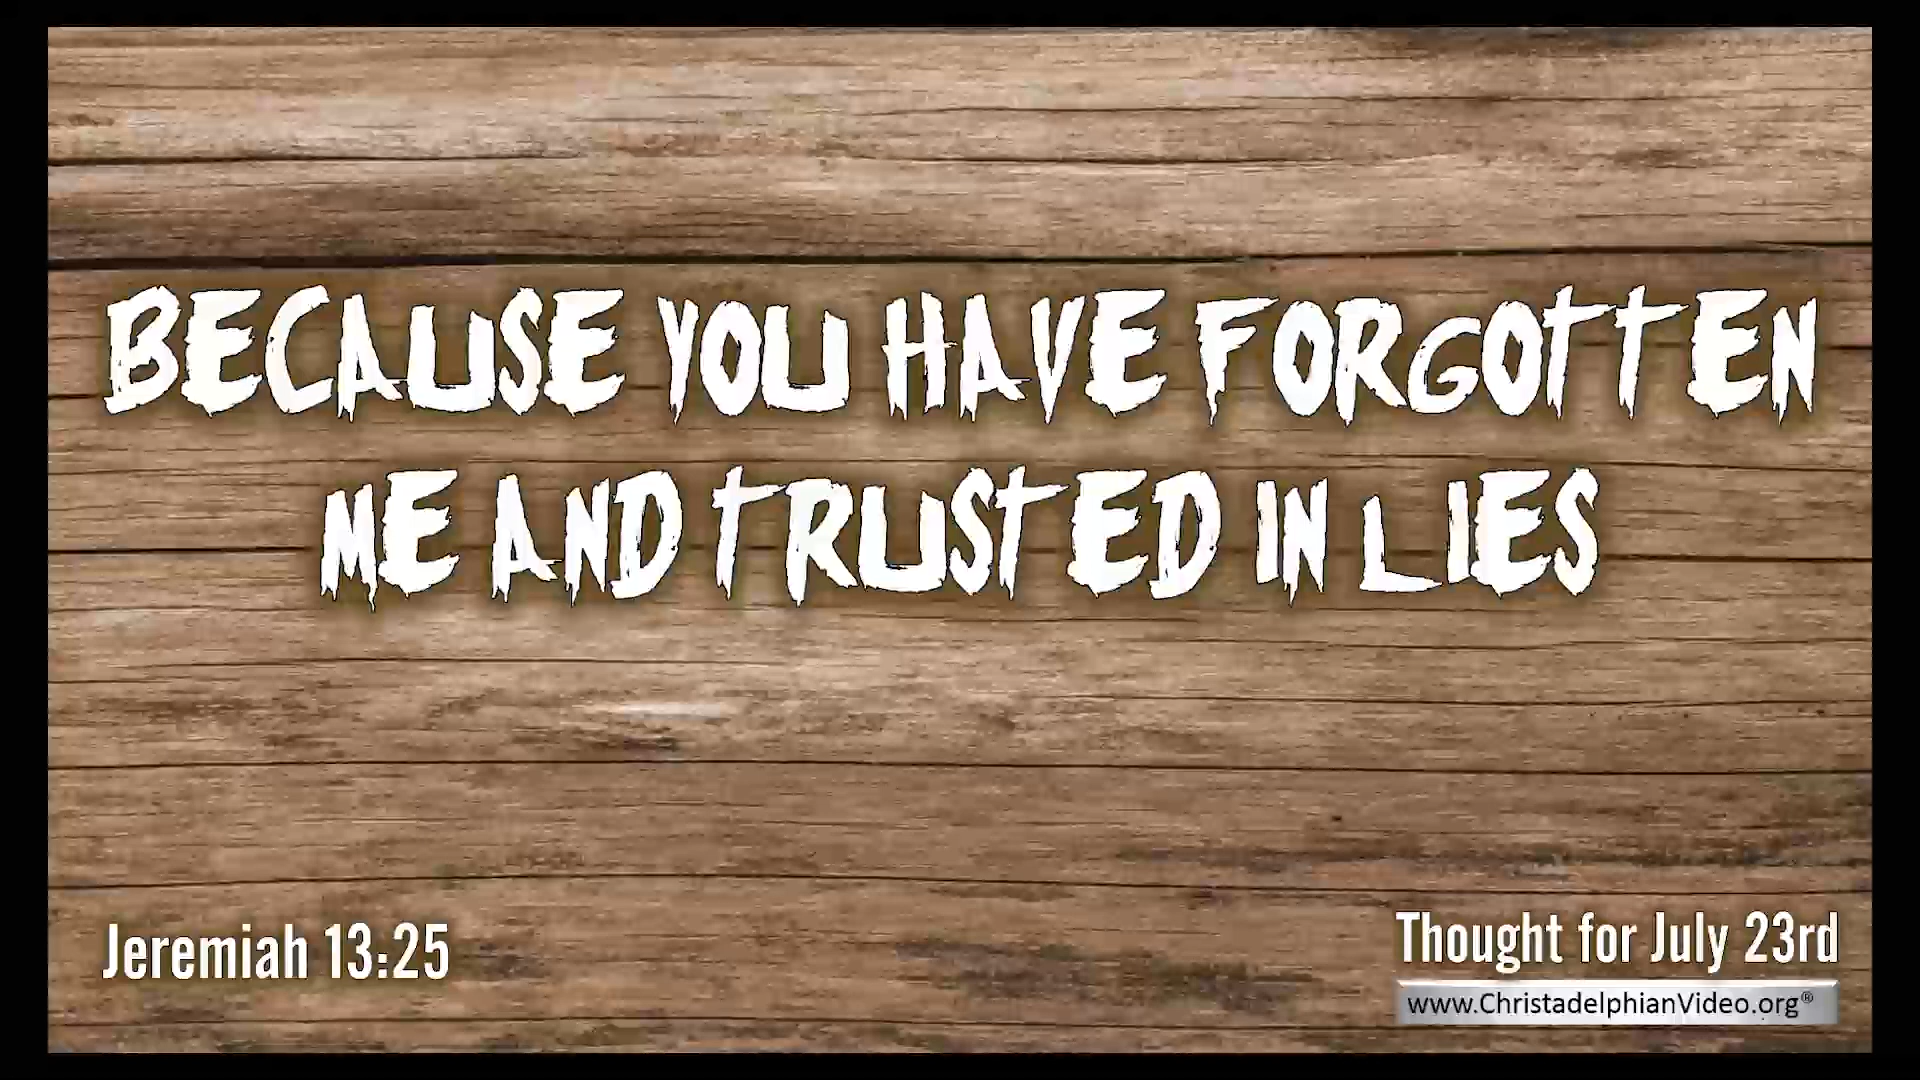 BECAUSE YOU HAVE FORGOTTEN
ME AND TRUSTED IN LIES
Jeremiah 13:25
Thought for July 23rd
www.ChristadelphianVideo.org®